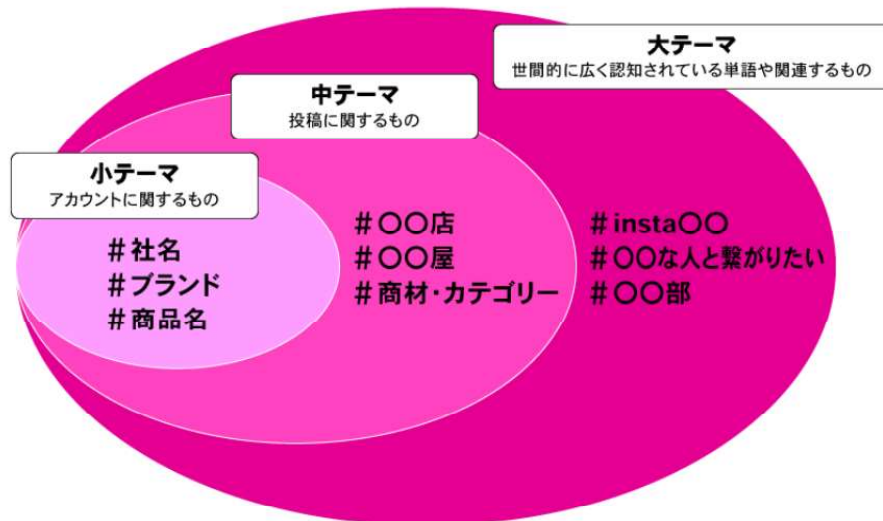 大テーマ
世間的に広く認知されている単語や関連するもの
中テーマ
投稿に関するもの
小テーマ
アカウントに関するもの
#社名
#ブランド
#商品名
#〇〇店
#〇〇屋
#商材・カテゴリー
#insta〇〇
#〇〇な人と繋がりたい
#〇〇部